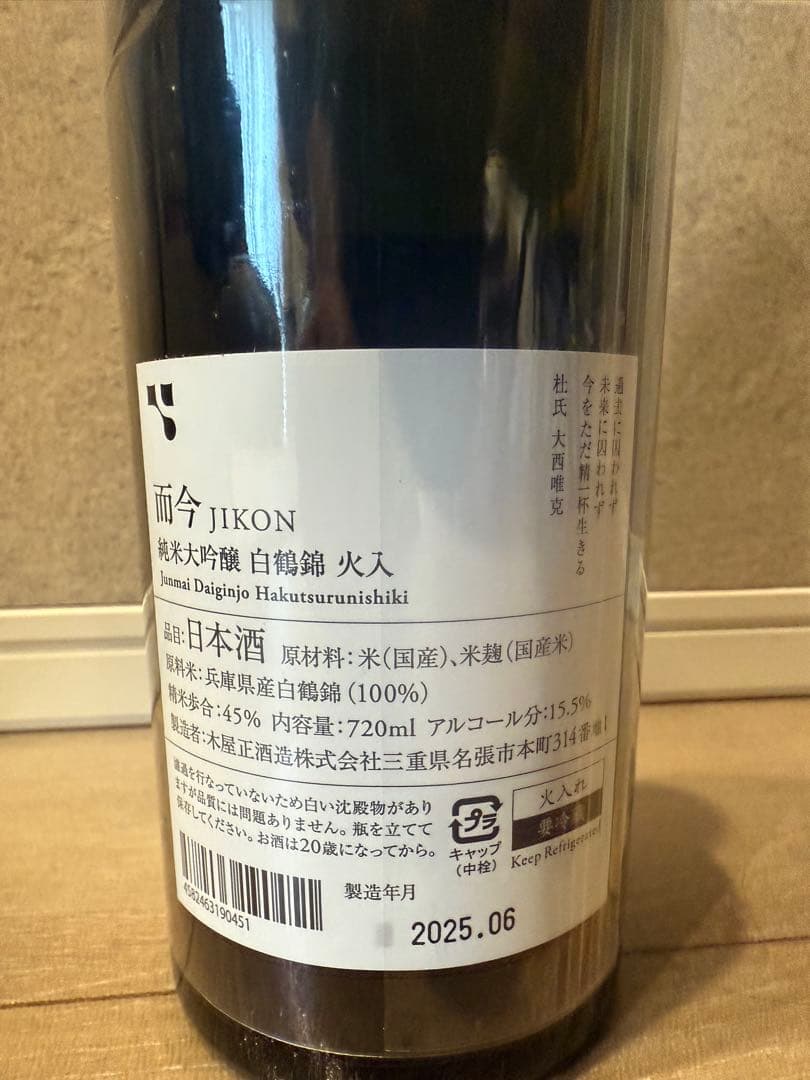 過去に囚われず
未来に囚われず
今をただ精一杯生きる
杜氏 大西唯克
而今 JIKON
純米大吟醸 白鶴錦 火入
Junmai Daiginjo Hakutsurunishiki
品目:日本酒 原材料:米(国産)、米麹(国産米)
原料米:兵庫県産白鶴錦(100%)
精米歩合:45% 内容量:720ml アルコール分:15.5%
製造者:木屋正酒造株式会社三重県名張市本町314番地1
濾過を行なっていないため白い沈殿物があり
ますが品質には問題ありません。瓶を立てて
保存してください。お酒は20歳になってから。
プラ
キャップ
(中栓)
火入れ
要冷蔵
Keep Refrigerated
4582463190451
製造年月
2025.06